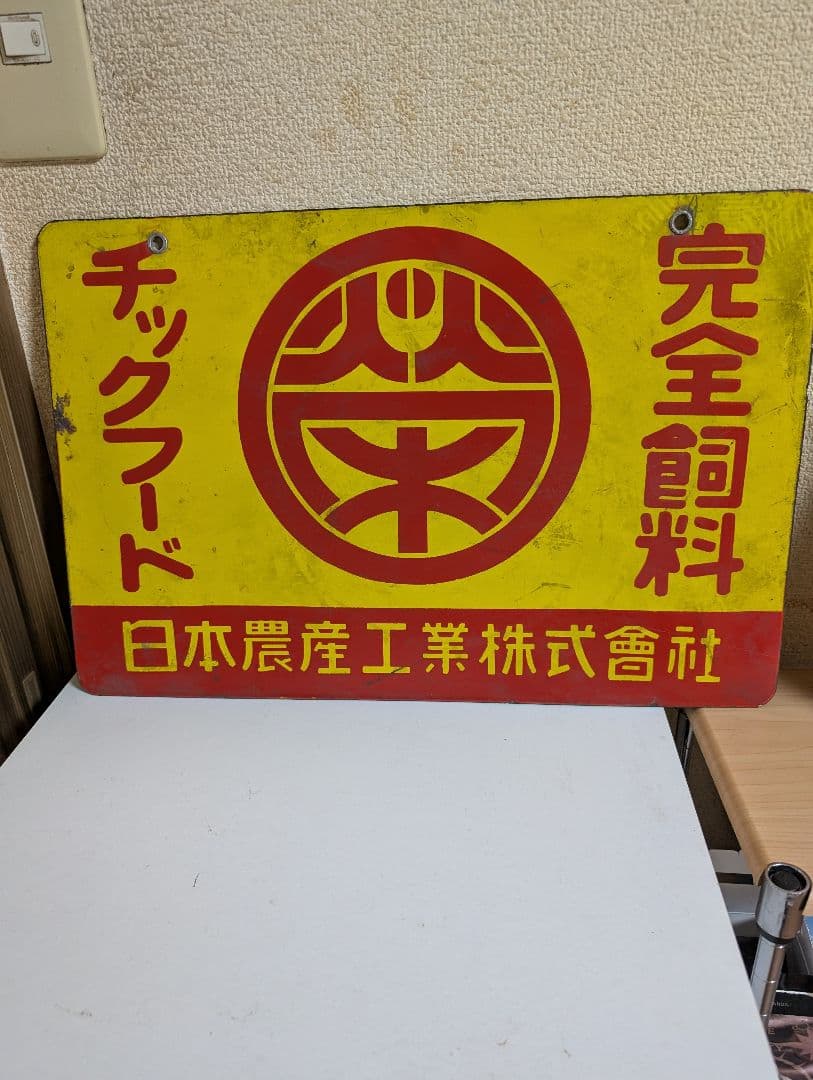 完全飼料
栄
チックフード
日本農産工業株式會社